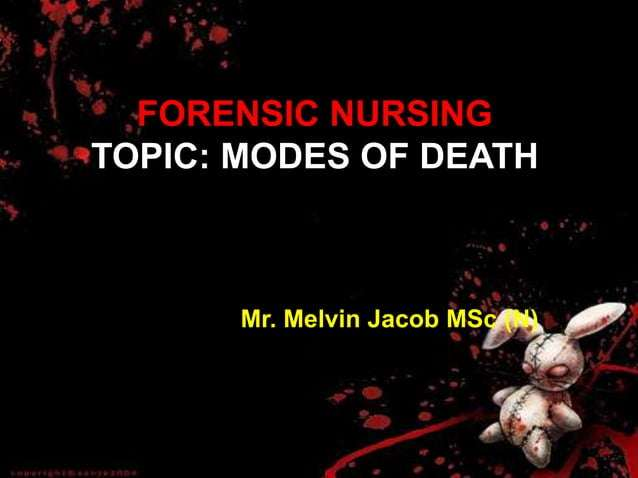 FORENSIC NURSING
TOPIC: MODES OF DEATH
Mr. Melvin Jacob MSc (N)